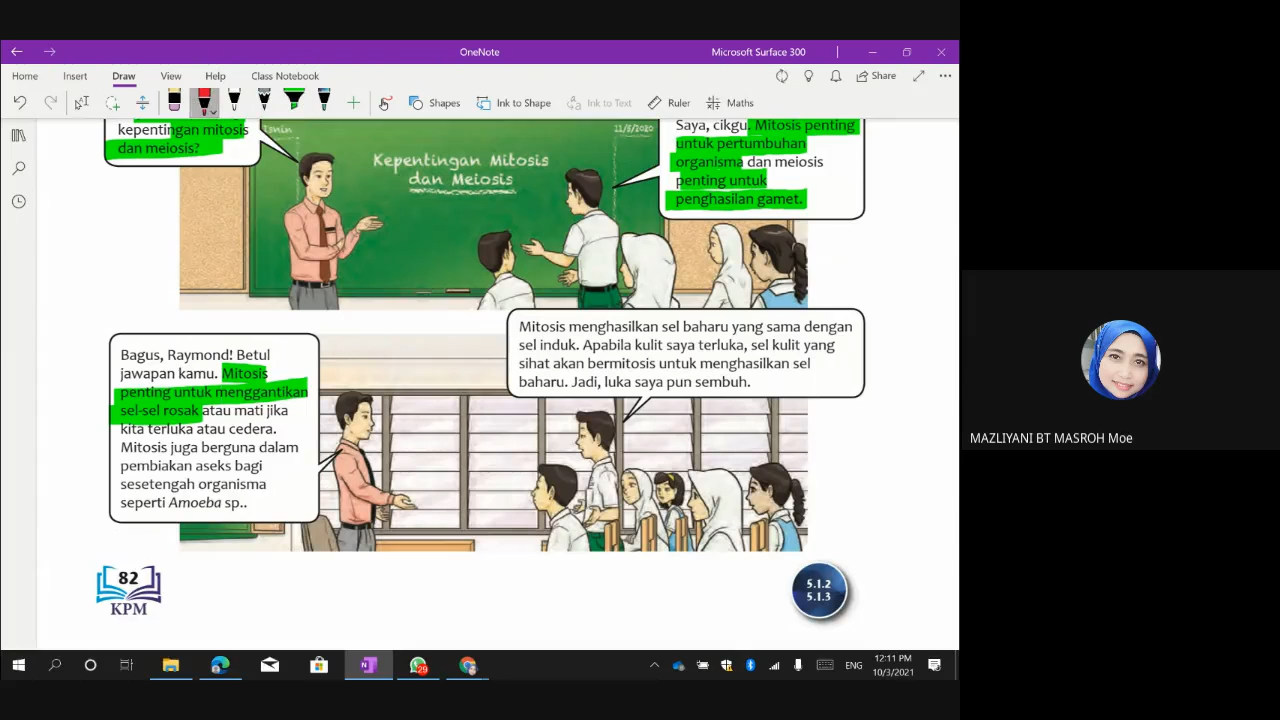 OneNote
Microsoft Surface 300
Home Insert Draw View Help Class Notebook
Share
Shapes
Ink to Shape
Ink to Text
Ruler
Maths
kepentingan mitosis
dan meiosis?
Isnin
11/8/2020
Kepentingan Mitosis
dan Meiosis
Saya, cikgu. Mitosis penting
untuk pertumbuhan
organisma dan meiosis
penting untuk
penghasilan gamet.
Bagus, Raymond! Betul
jawapan kamu. Mitosis
penting untuk menggantikan
sel-sel rosak atau mati jika
kita terluka atau cedera.
Mitosis juga berguna dalam
pembiakan aseks bagi
sesetengah organisma
seperti Amoeba sp..
Mitosis menghasilkan sel baharu yang sama dengan
sel induk. Apabila kulit saya terluka, sel kulit yang
sihat akan bermitosis untuk menghasilkan sel
baharu. Jadi, luka saya pun sembuh.
82
KPM
5.1.2
5.1.3
MAZLIYANI BT MASROH Moe
29
ENG
12:11 PM
10/3/2021